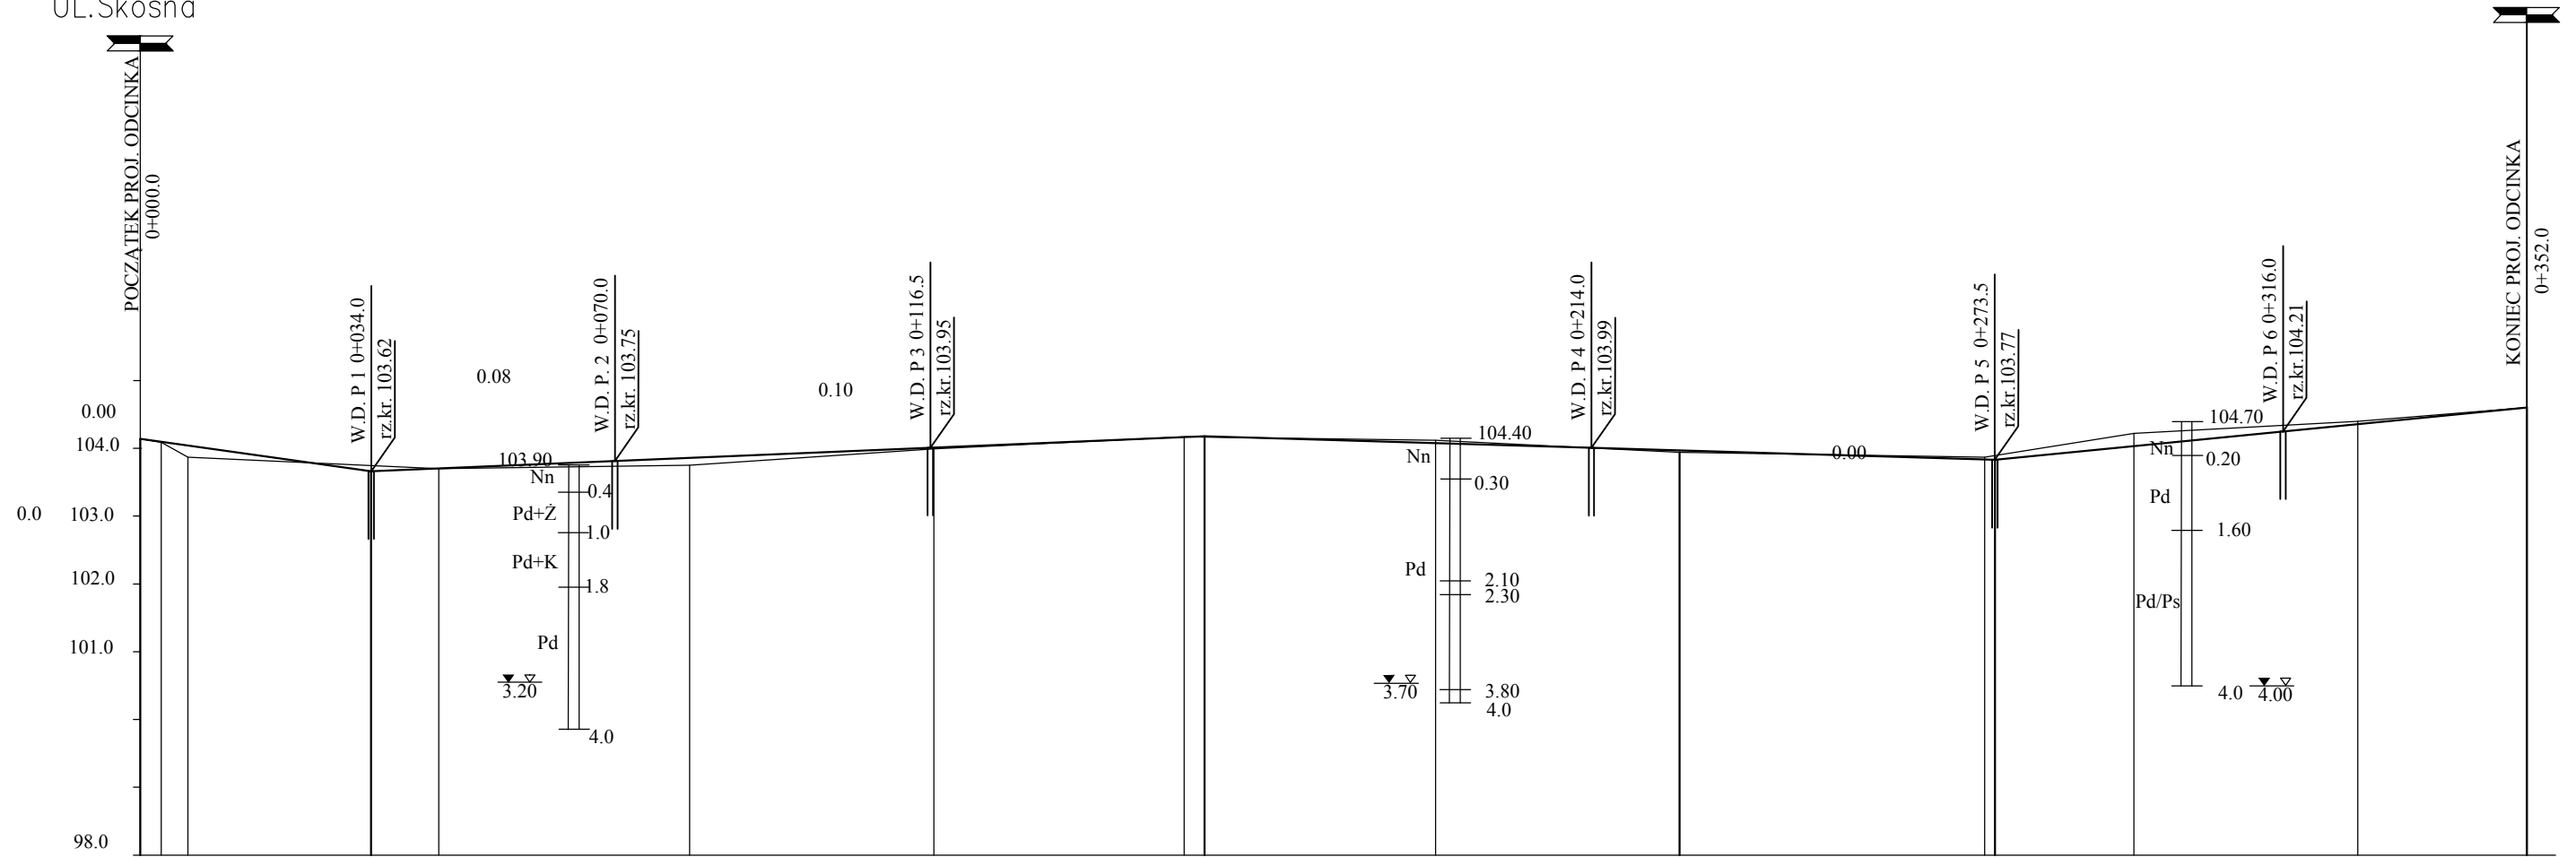 UL.Skośna
POCZĄTEK PROJ. ODCINKA
0+000.0
W.D. P 1 0+034.0
rz.kr. 103.62
0.08
W.D. P. 2 0+070.0
rz.kr. 103.75
0.10
W.D. P 3 0+116.5
rz.kr.103.95
W.D. P 4 0+214.0
rz.kr.103.99
W.D. P 5 0+273.5
rz.kr.103.77
W.D. P 6 0+316.0
rz.kr.104.21
KONIEC PROJ. ODCINKA
0+352.0
0.00
104.0
0.0 103.0
102.0
101.0
98.0
103.90
Nn
0.4
Pd+Ż
1.0
Pd+K
1.8
Pd
3.20
4.0
104.40
Nn
0.30
Pd
2.10
2.30
3.70
3.80
4.0
0.00
104.70
Nn
0.20
Pd
1.60
Pd/Ps
4.0 4.00